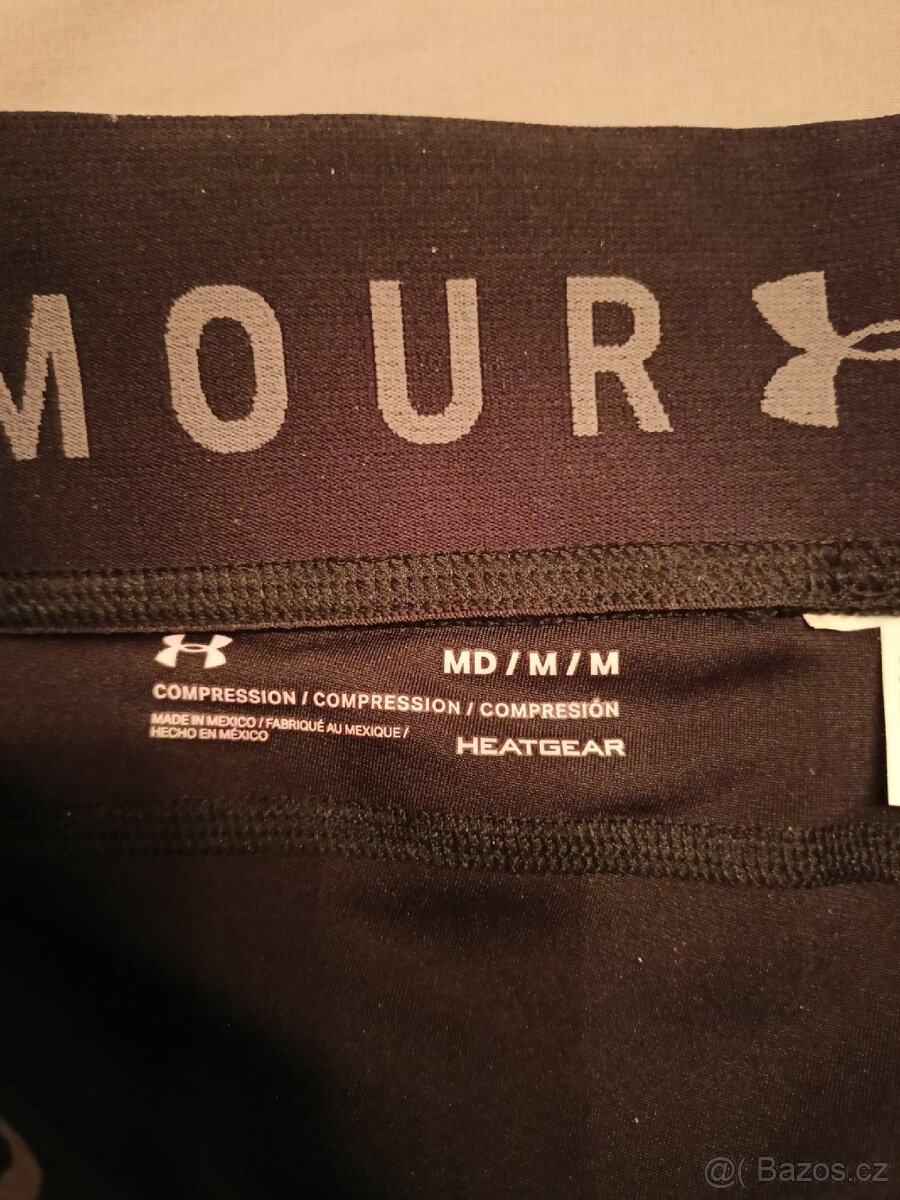 MOUR
MD / M / M
COMPRESSION / COMPRESSION / COMPRESIÓN
MADE IN MEXICO / FABRIQUÉ AU MEXIQUE /
HECHO EN MÉXICO
HEATGEAR
@( Bazos.cz